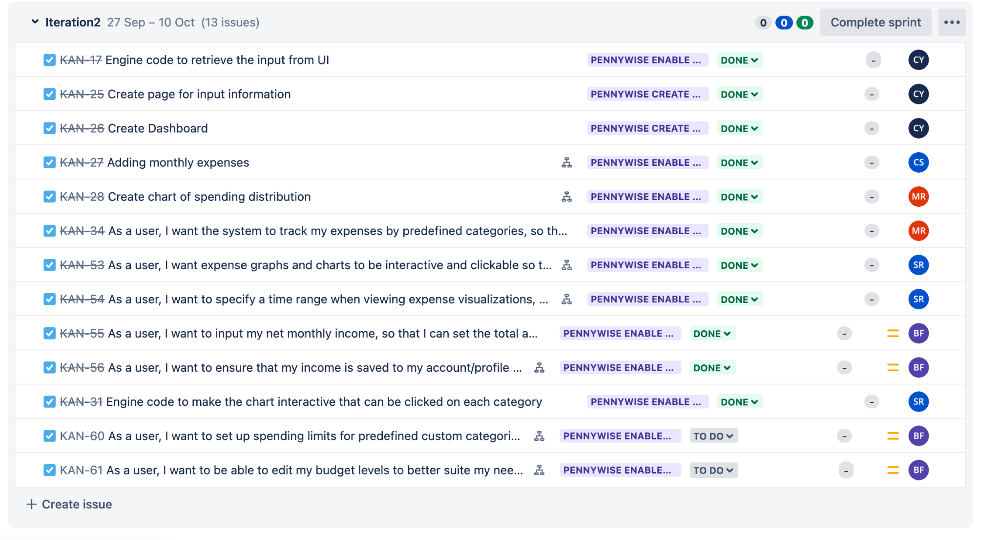 Iteration2 27 Sep – 10 Oct (13 issues) 0 0 0 Complete sprint •••
KAN-17 Engine code to retrieve the input from UI PENNYWISE ENABLE ... DONE - CY
KAN-25 Create page for input information PENNYWISE CREATE ... DONE - CY
KAN-26 Create Dashboard PENNYWISE CREATE ... DONE - CY
KAN-27 Adding monthly expenses PENNYWISE ENABLE ... DONE - CS
KAN-28 Create chart of spending distribution PENNYWISE ENABLE ... DONE - MR
KAN-34 As a user, I want the system to track my expenses by predefined categories, so th... PENNYWISE ENABLE ... DONE - MR
KAN-53 As a user, I want expense graphs and charts to be interactive and clickable so t... PENNYWISE ENABLE ... DONE - SR
KAN-54 As a user, I want to specify a time range when viewing expense visualizations, ... PENNYWISE ENABLE ... DONE - SR
KAN-55 As a user, I want to input my net monthly income, so that I can set the total a... PENNYWISE ENABLE ... DONE - BF
KAN-56 As a user, I want to ensure that my income is saved to my account/profile ... PENNYWISE ENABLE ... DONE - BF
KAN-31 Engine code to make the chart interactive that can be clicked on each category PENNYWISE ENABLE ... DONE - SR
KAN-60 As a user, I want to set up spending limits for predefined custom categori... PENNYWISE ENABLE... TO DO - BF
KAN-61 As a user, I want to be able to edit my budget levels to better suite my nee... PENNYWISE ENABLE... TO DO - BF
+ Create issue